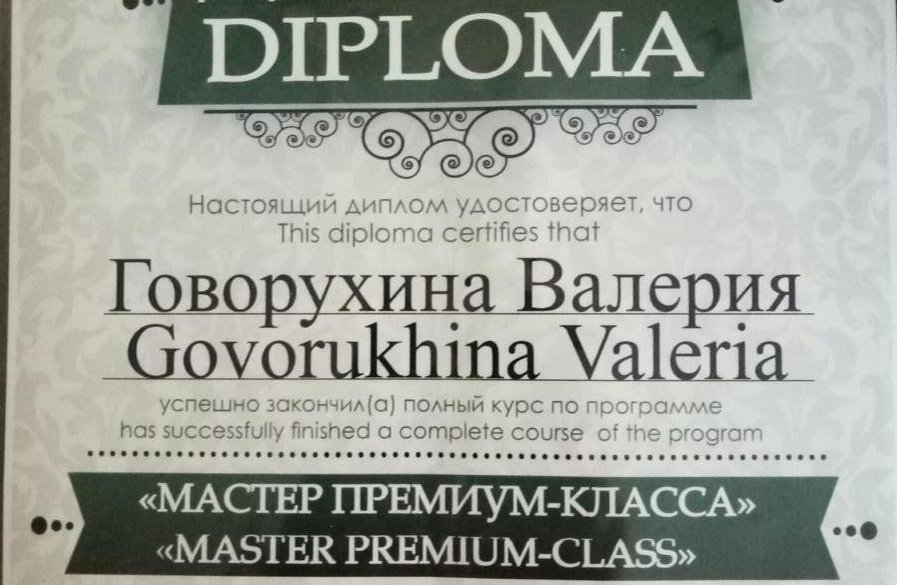 DIPLOMA
Настоящий диплом удостоверяет, что
This diploma certifies that
Говорухина Валерия
Govorukhina Valeria
успешно закончил(а) полный курс по программе
has successfully finished a complete course of the program
«МАСТЕР ПРЕМИУМ-КЛАССА»
«MASTER PREMIUM-CLASS»